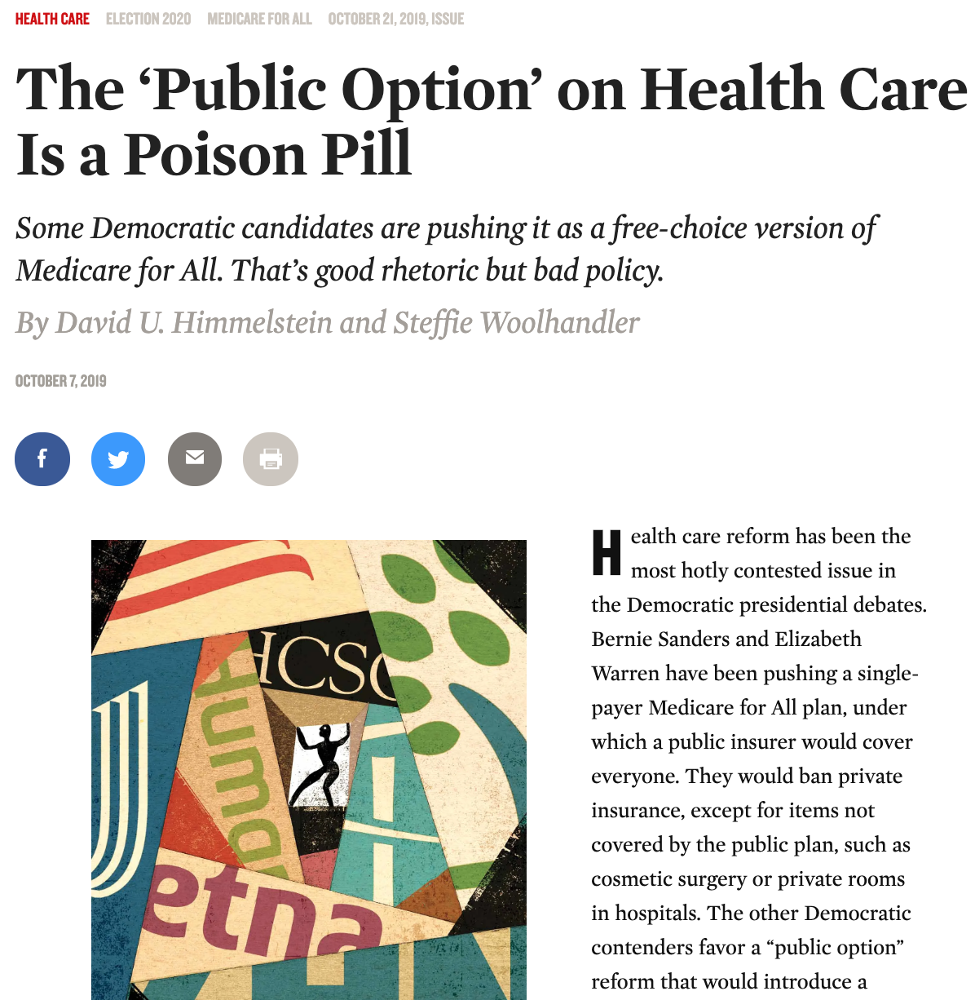 HEALTH CARE ELECTION 2020 MEDICARE FOR ALL OCTOBER 21, 2019, ISSUE
The ‘Public Option’ on Health Care
Is a Poison Pill
Some Democratic candidates are pushing it as a free-choice version of
Medicare for All. That’s good rhetoric but bad policy.
By David U. Himmelstein and Steffie Woolhandler
OCTOBER 7, 2019
HCSC
Humana
etna
Health care reform has been the
most hotly contested issue in
the Democratic presidential debates.
Bernie Sanders and Elizabeth
Warren have been pushing a single-
payer Medicare for All plan, under
which a public insurer would cover
everyone. They would ban private
insurance, except for items not
covered by the public plan, such as
cosmetic surgery or private rooms
in hospitals. The other Democratic
contenders favor a “public option”
reform that would introduce a